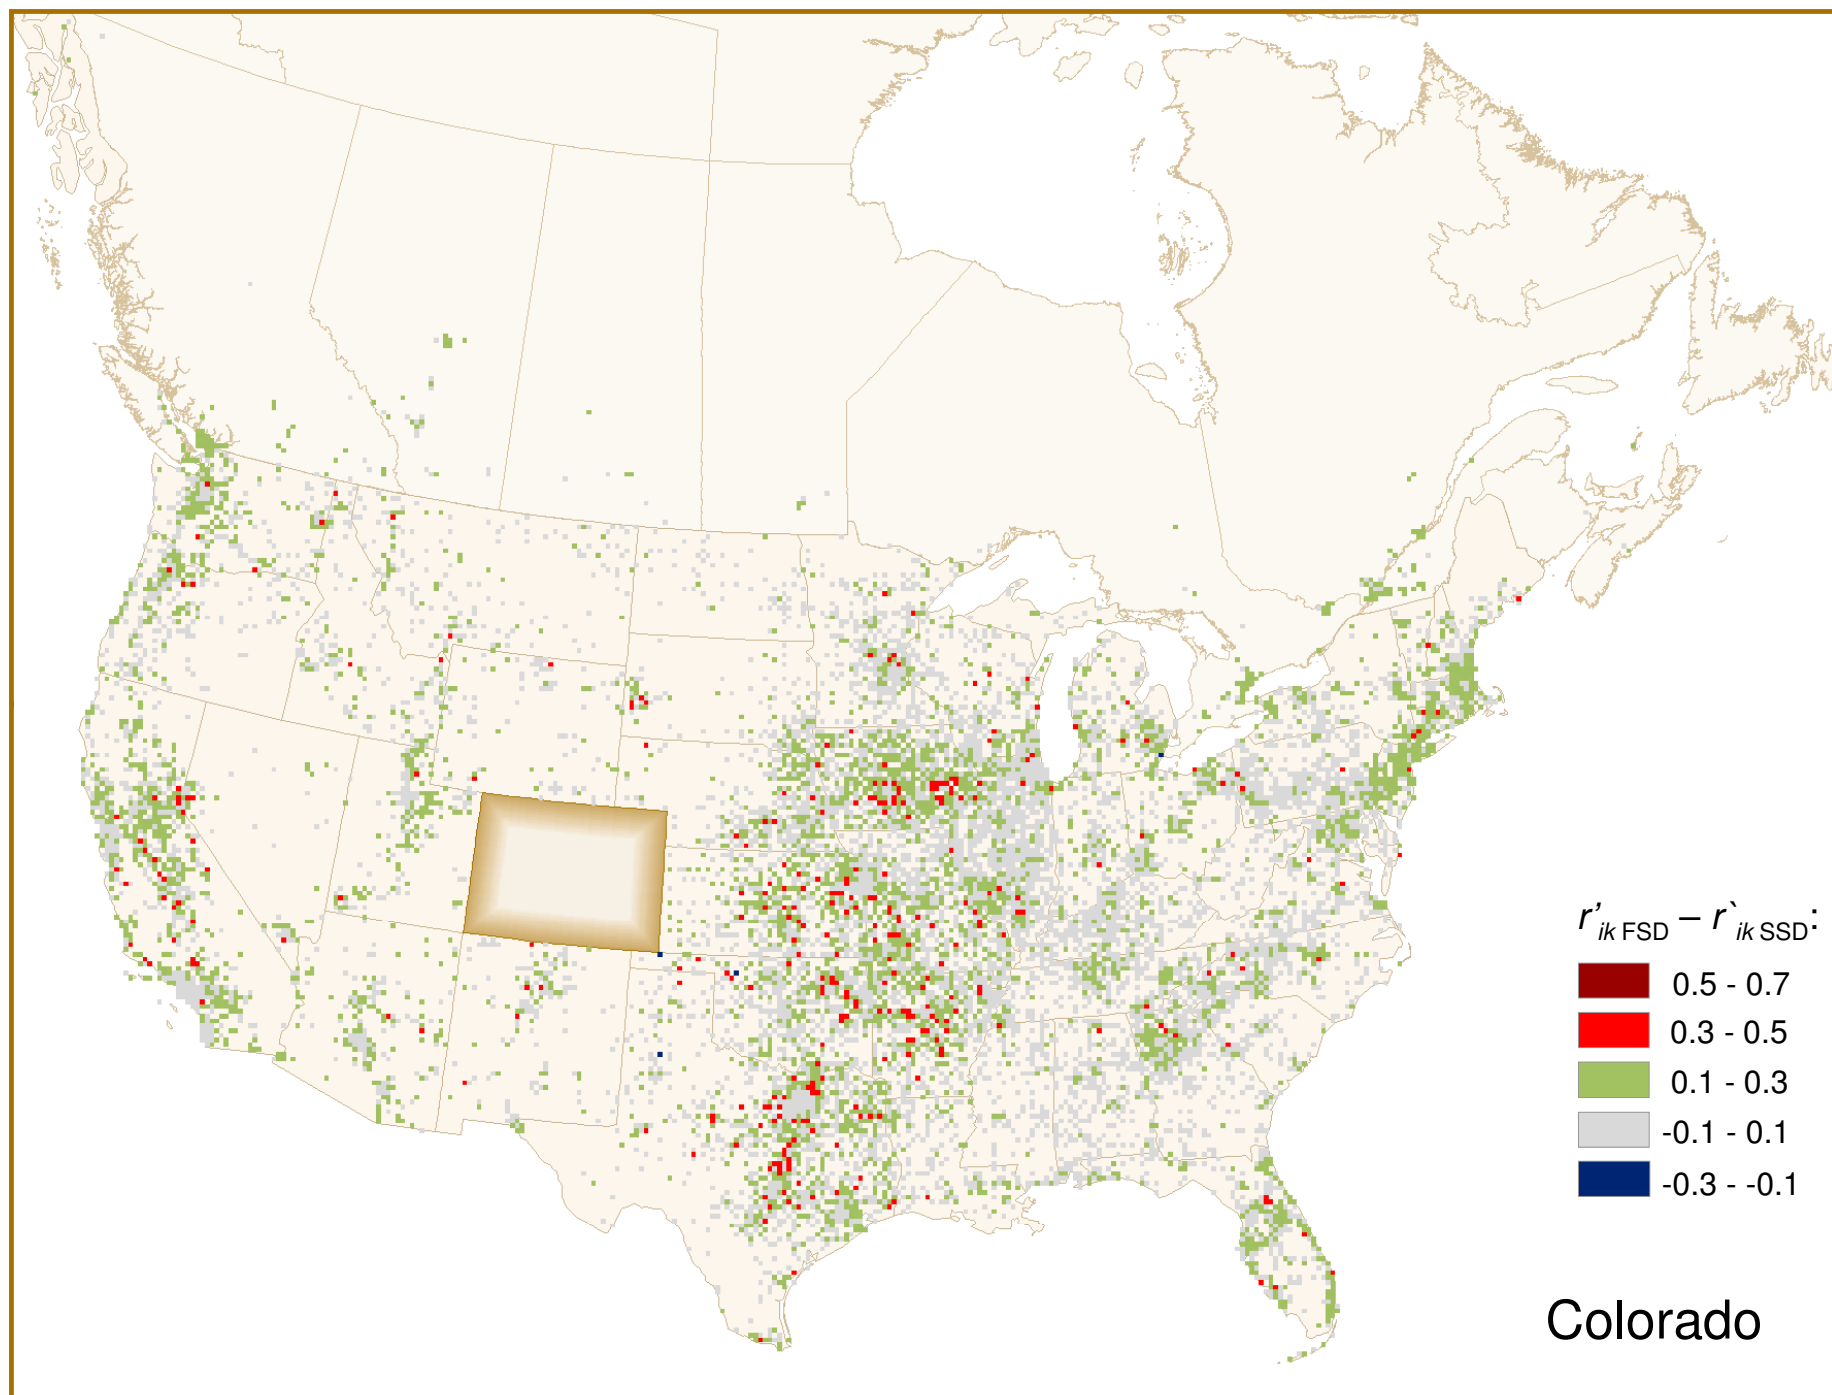 r’ik FSD – r`ik SSD:
0.5 - 0.7
0.3 - 0.5
0.1 - 0.3
-0.1 - 0.1
-0.3 - -0.1
Colorado